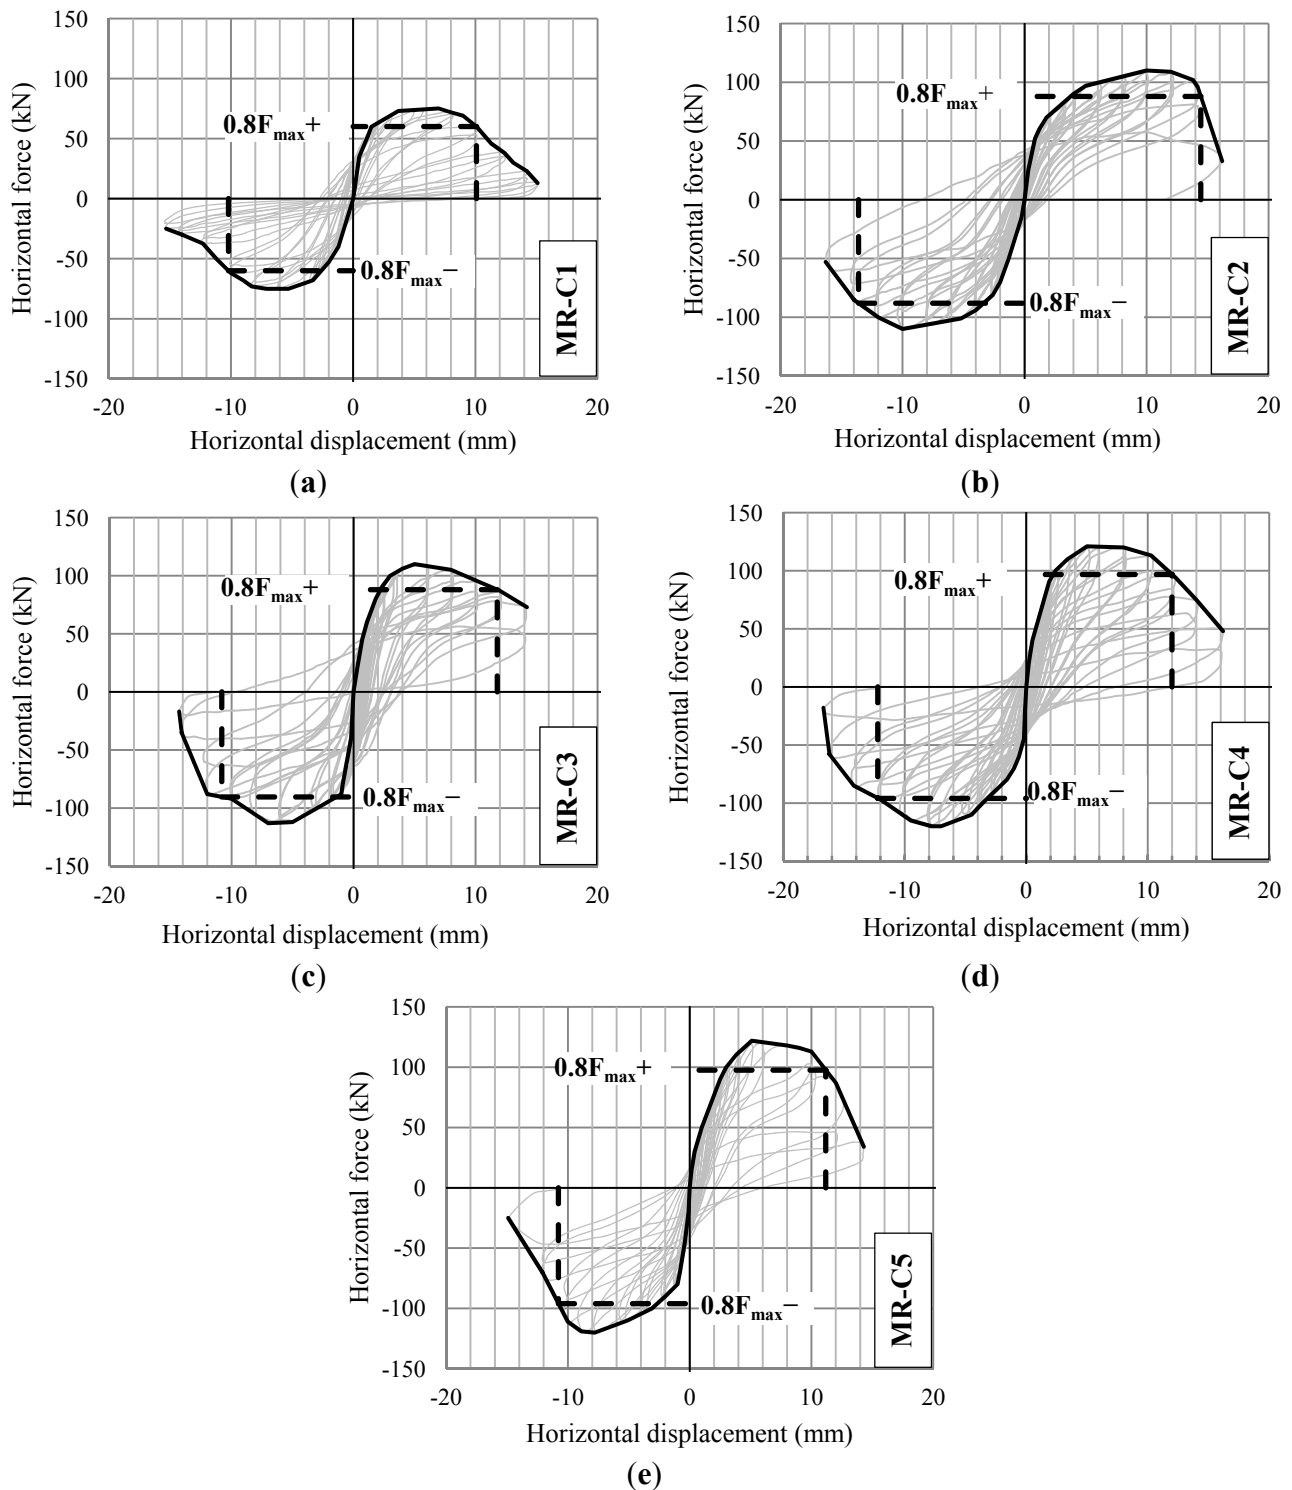 150
100
50
0
-50
-100
-150
-20 -10 0 10 20
Horizontal force (kN)
Horizontal displacement (mm)
0.8Fmax+
0.8Fmax−
MR-C1
(a)
150
100
50
0
-50
-100
-150
-20 -10 0 10 20
Horizontal force (kN)
Horizontal displacement (mm)
0.8Fmax+
0.8Fmax−
MR-C2
(b)
150
100
50
0
-50
-100
-150
-20 -10 0 10 20
Horizontal force (kN)
Horizontal displacement (mm)
0.8Fmax+
0.8Fmax−
MR-C3
(c)
150
100
50
0
-50
-100
-150
-20 -10 0 10 20
Horizontal force (kN)
Horizontal displacement (mm)
0.8Fmax+
0.8Fmax−
MR-C4
(d)
150
100
50
0
-50
-100
-150
-20 -10 0 10 20
Horizontal force (kN)
Horizontal displacement (mm)
0.8Fmax+
0.8Fmax−
MR-C5
(e)